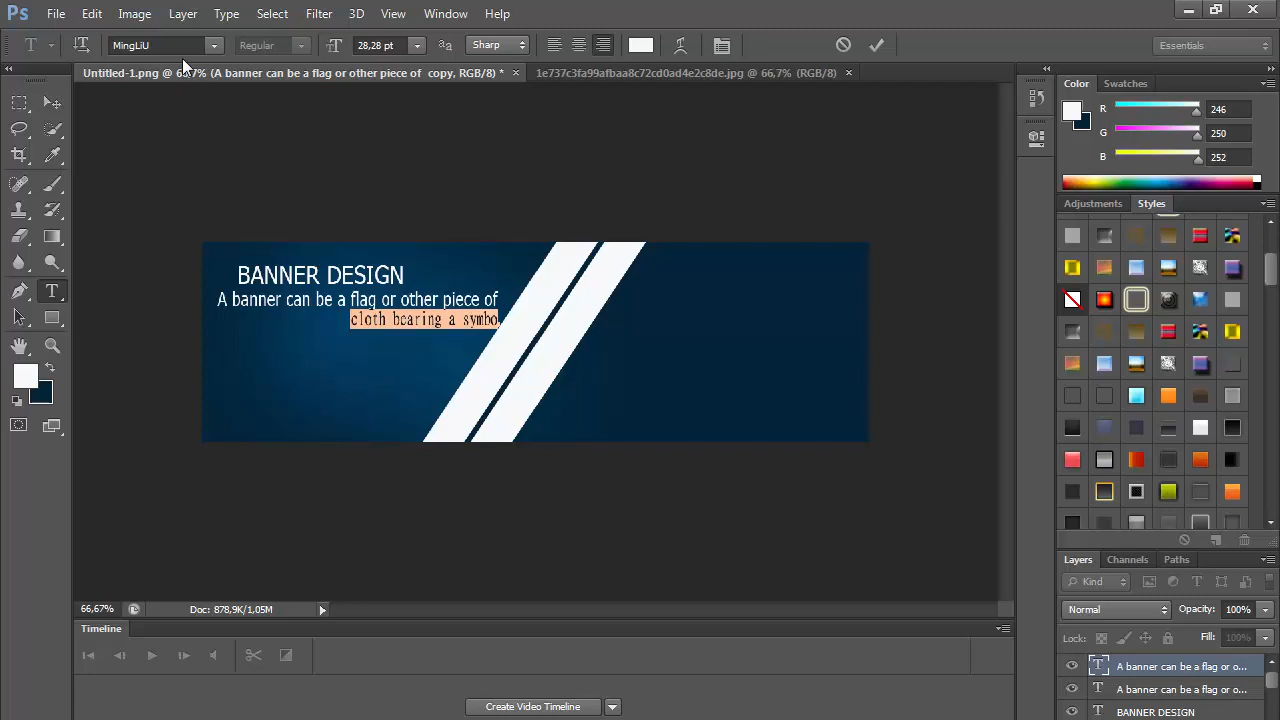 Ps File Edit Image Layer Type Select Filter 3D View Window Help
MingLiU Regular 28,28 pt Sharp Essentials
Untitled-1.png @ 66,7% (A banner can be a flag or other piece of copy, RGB/8) * × 1e737c3fa99afbaa8c72cd0ad4e2c8de.jpg @ 66,7% (RGB/8) ×
Color Swatches
R 246
G 250
B 252
Adjustments Styles
BANNER DESIGN
A banner can be a flag or other piece of
cloth bearing a symbo
Layers Channels Paths
Kind
Normal Opacity: 100%
Lock: Fill: 100%
A banner can be a flag or o...
A banner can be a flag or o...
BANNER DESIGN
66,67% Doc: 878,9K/1,05M
Timeline
Create Video Timeline